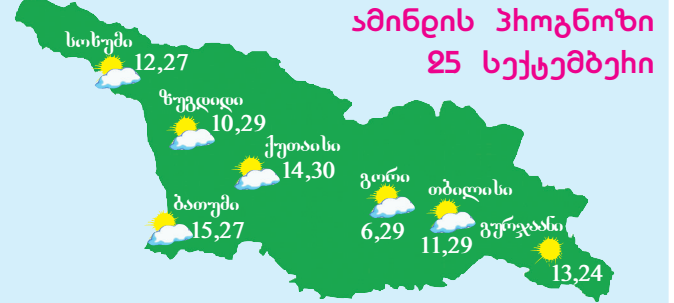 ამინდის პროგნოზი
25 სექტემბერი
სოხუმი
12,27
ზუგდიდი
10,29
ქუთაისი
14,30
გორი
6,29
თბილისი
11,29
ბათუმი
15,27
გურჯაანი
13,24